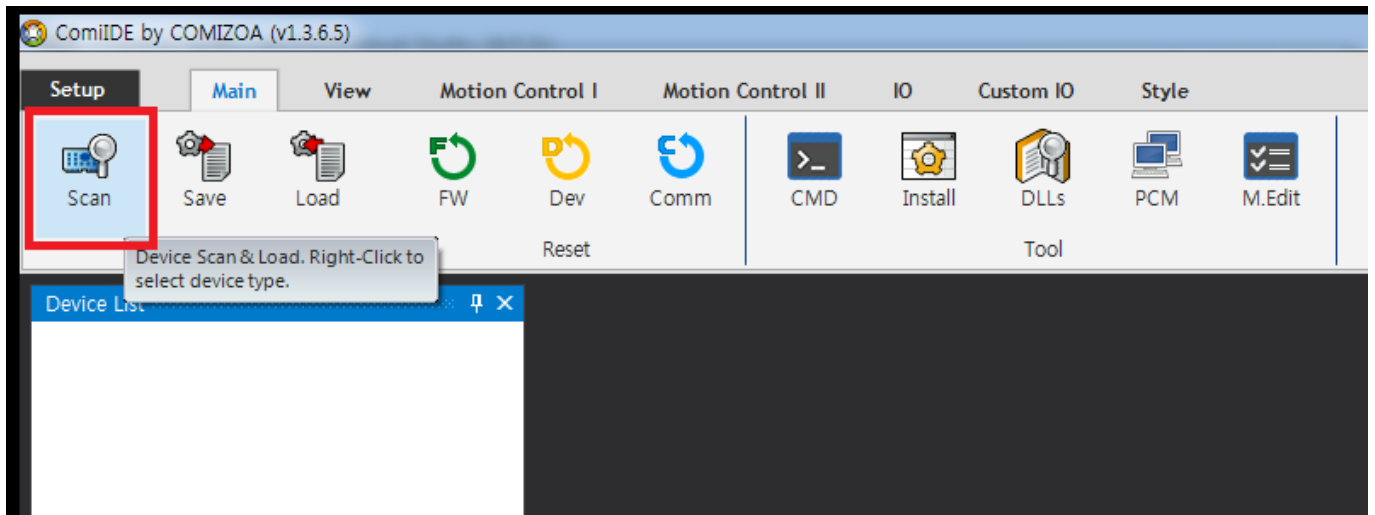 ComiIDE by COMIZOA (v1.3.6.5)
Setup Main View Motion Control I Motion Control II IO Custom IO Style
Scan Save Load FW Dev Comm CMD Install DLLs PCM M.Edit
Reset Tool
Device Scan & Load. Right-Click to
select device type.
Device List